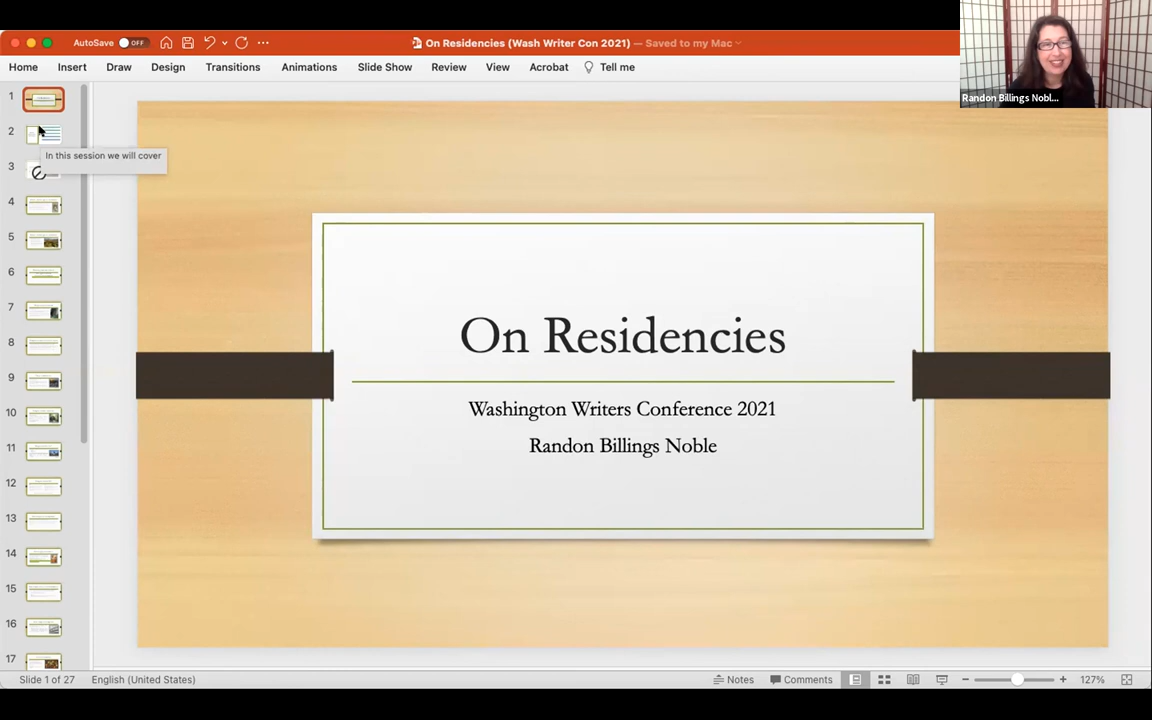 AutoSave OFF
On Residencies (Wash Writer Con 2021) — Saved to my Mac
Home Insert Draw Design Transitions Animations Slide Show Review View Acrobat Tell me
Randon Billings Nobl...
1
2
In this session we will cover
3
4
5
6
7
8
9
10
11
12
13
14
15
16
17
On Residencies
Washington Writers Conference 2021
Randon Billings Noble
Slide 1 of 27 English (United States) Notes Comments 127%